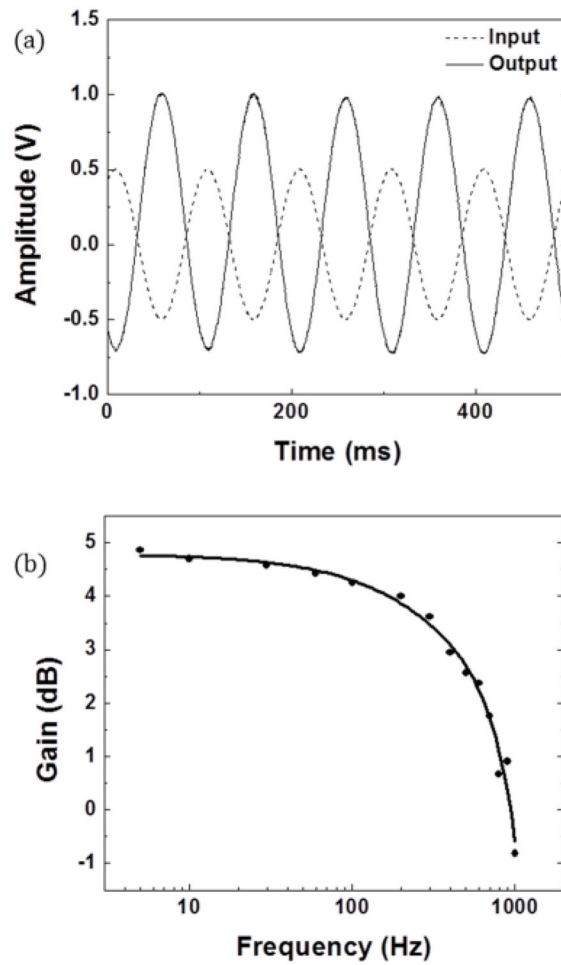 (a)
1.5
1.0
0.5
0.0
-0.5
-1.0
Amplitude (V)
Input
Output
0 200 400
Time (ms)
(b)
5
4
3
2
1
0
-1
Gain (dB)
10 100 1000
Frequency (Hz)